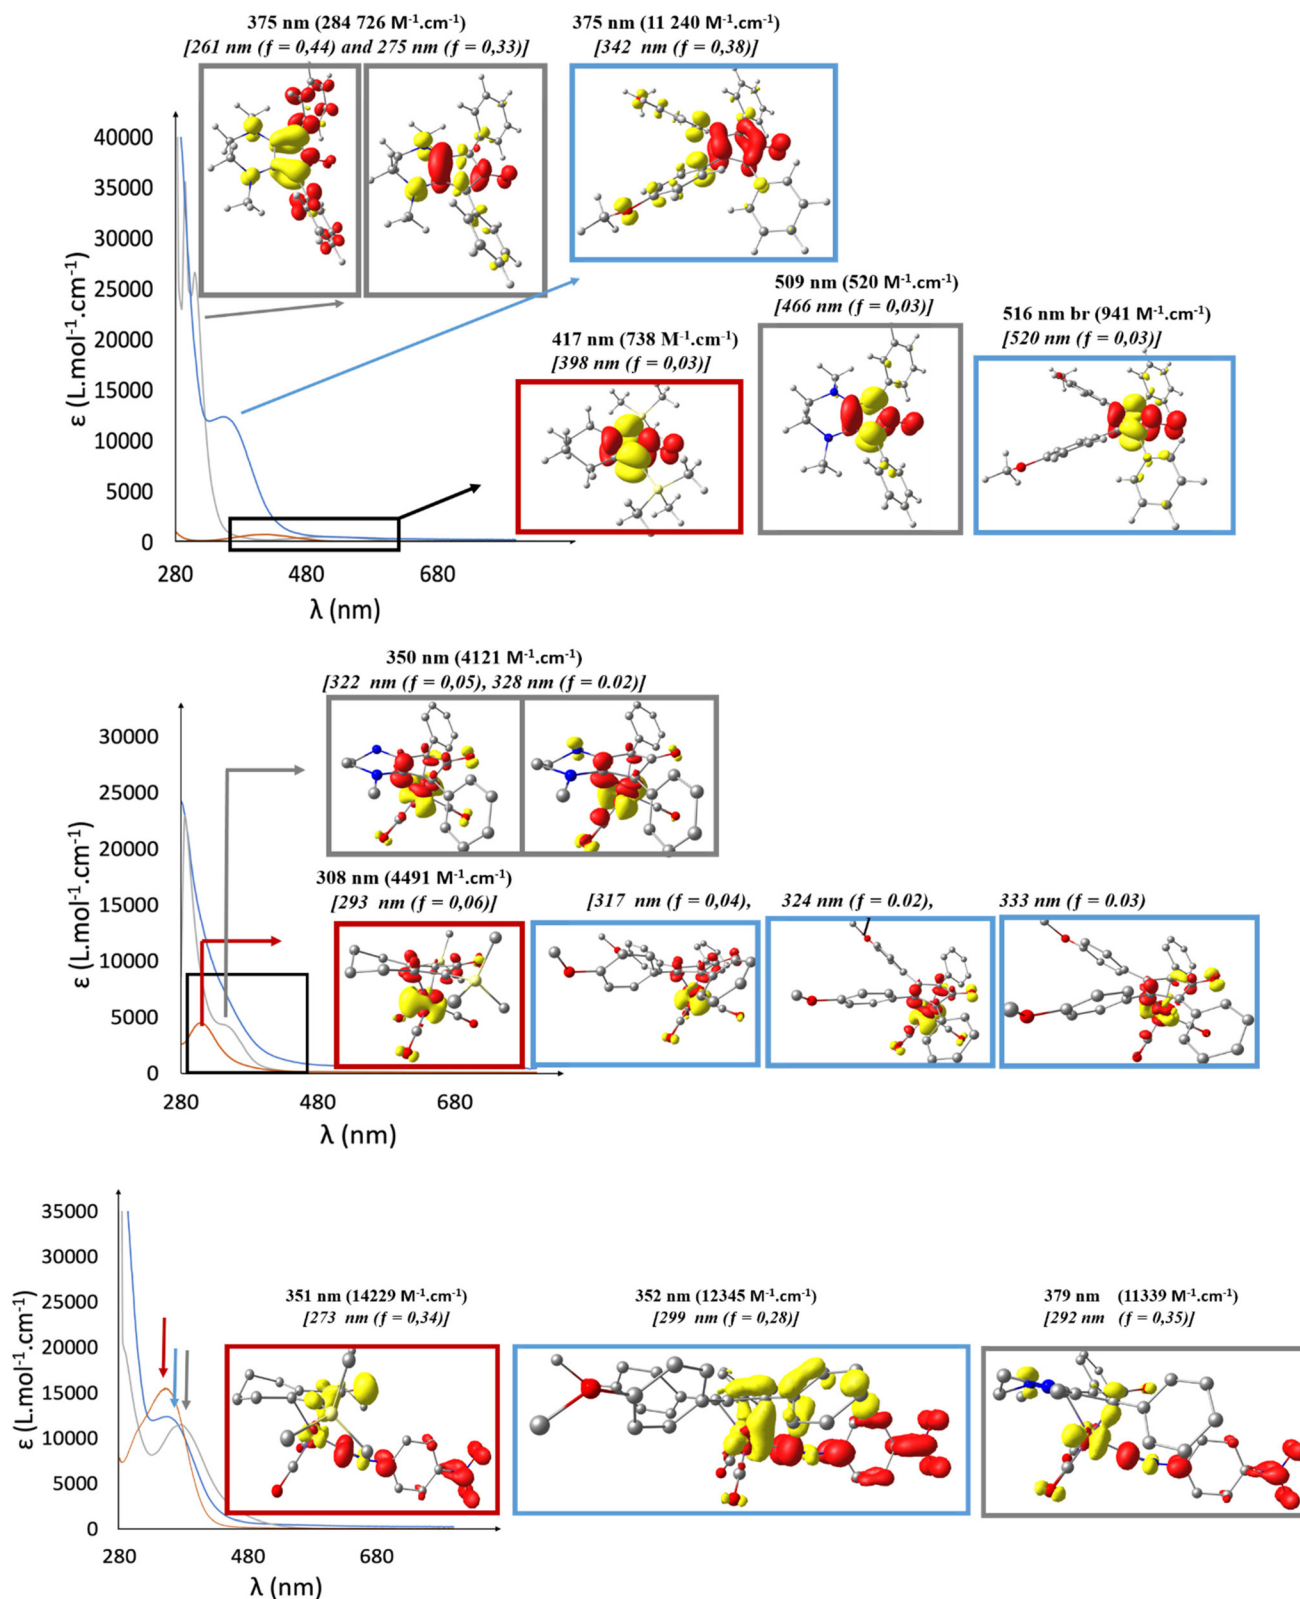 375 nm (284 726 M⁻¹.cm⁻¹)
[261 nm (f = 0,44) and 275 nm (f = 0,33)]
375 nm (11 240 M⁻¹.cm⁻¹)
[342 nm (f = 0,38)]
40000
35000
30000
25000
20000
15000
10000
5000
0
ε (L.mol⁻¹.cm⁻¹)
417 nm (738 M⁻¹.cm⁻¹)
[398 nm (f = 0,03)]
509 nm (520 M⁻¹.cm⁻¹)
[466 nm (f = 0,03)]
516 nm br (941 M⁻¹.cm⁻¹)
[520 nm (f = 0,03)]
280 480 680
λ (nm)
350 nm (4121 M⁻¹.cm⁻¹)
[322 nm (f = 0,05), 328 nm (f = 0.02)]
30000
25000
20000
15000
10000
5000
0
ε (L.mol⁻¹.cm⁻¹)
308 nm (4491 M⁻¹.cm⁻¹)
[293 nm (f = 0,06)]
[317 nm (f = 0,04), 324 nm (f = 0.02), 333 nm (f = 0.03)
280 480 680
λ (nm)
35000
30000
25000
20000
15000
10000
5000
0
ε (L.mol⁻¹.cm⁻¹)
351 nm (14229 M⁻¹.cm⁻¹)
[273 nm (f = 0,34)]
352 nm (12345 M⁻¹.cm⁻¹)
[299 nm (f = 0,28)]
379 nm (11339 M⁻¹.cm⁻¹)
[292 nm (f = 0,35)]
280 480 680
λ (nm)